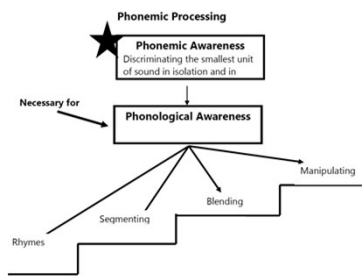 Phonemic Processing
Phonemic Awareness
Discriminating the smallest unit
of sound in isolation and in
Necessary for
Phonological Awareness
Manipulating
Blending
Segmenting
Rhymes